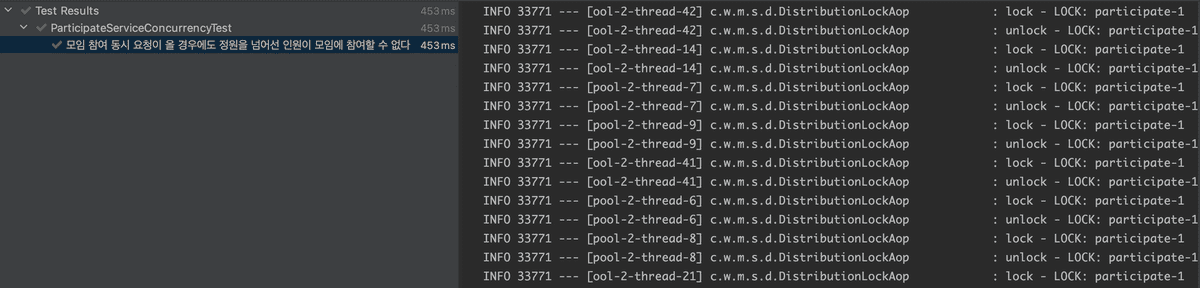 Test Results 453 ms
ParticipateServiceConcurrencyTest 453 ms
모임 참여 동시 요청이 올 경우에도 정원을 넘어선 인원이 모임에 참여할 수 없다 453 ms
INFO 33771 --- [ool-2-thread-42] c.w.m.s.d.DistributionLockAop : lock - LOCK: participate-1
INFO 33771 --- [ool-2-thread-42] c.w.m.s.d.DistributionLockAop : unlock - LOCK: participate-1
INFO 33771 --- [ool-2-thread-14] c.w.m.s.d.DistributionLockAop : lock - LOCK: participate-1
INFO 33771 --- [ool-2-thread-14] c.w.m.s.d.DistributionLockAop : unlock - LOCK: participate-1
INFO 33771 --- [pool-2-thread-7] c.w.m.s.d.DistributionLockAop : lock - LOCK: participate-1
INFO 33771 --- [pool-2-thread-7] c.w.m.s.d.DistributionLockAop : unlock - LOCK: participate-1
INFO 33771 --- [pool-2-thread-9] c.w.m.s.d.DistributionLockAop : lock - LOCK: participate-1
INFO 33771 --- [pool-2-thread-9] c.w.m.s.d.DistributionLockAop : unlock - LOCK: participate-1
INFO 33771 --- [ool-2-thread-41] c.w.m.s.d.DistributionLockAop : lock - LOCK: participate-1
INFO 33771 --- [ool-2-thread-41] c.w.m.s.d.DistributionLockAop : unlock - LOCK: participate-1
INFO 33771 --- [pool-2-thread-6] c.w.m.s.d.DistributionLockAop : lock - LOCK: participate-1
INFO 33771 --- [pool-2-thread-6] c.w.m.s.d.DistributionLockAop : unlock - LOCK: participate-1
INFO 33771 --- [pool-2-thread-8] c.w.m.s.d.DistributionLockAop : lock - LOCK: participate-1
INFO 33771 --- [pool-2-thread-8] c.w.m.s.d.DistributionLockAop : unlock - LOCK: participate-1
INFO 33771 --- [ool-2-thread-21] c.w.m.s.d.DistributionLockAop : lock - LOCK: participate-1